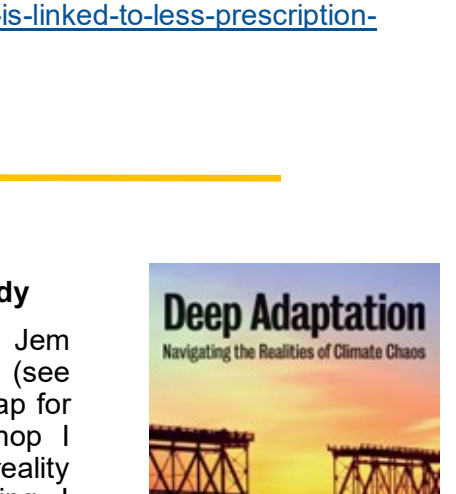 -is-linked-to-less-prescription-
dy
Jem
(see
ap for
hop I
reality
Deep Adaptation
Navigating the Realities of Climate Chaos